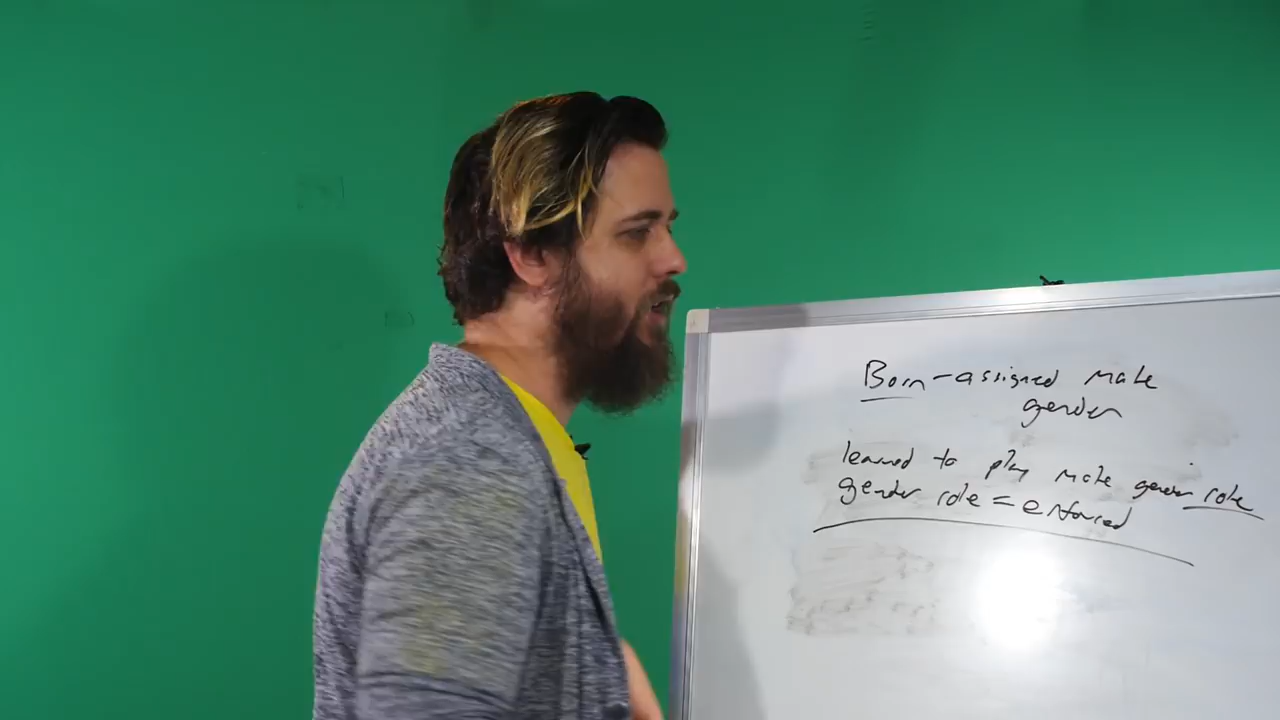 Born - assigned male
gender
learned to play male gender role
gender role = enforced